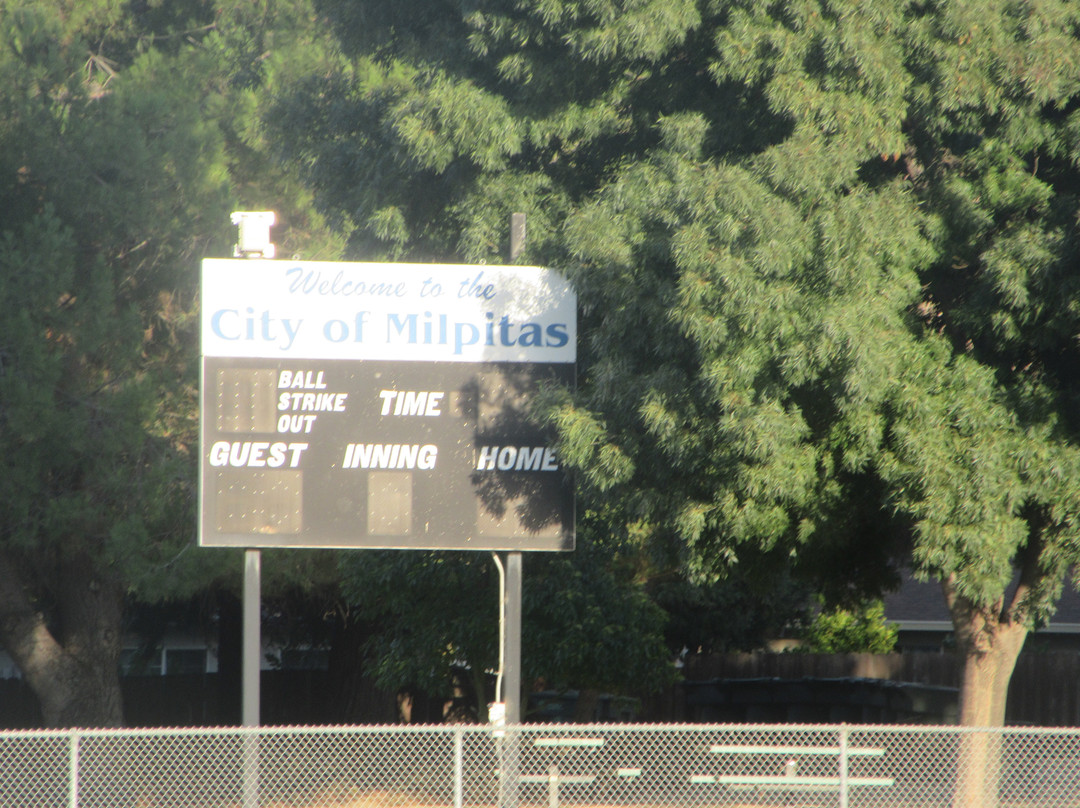 Welcome to the
City of Milpitas
BALL
STRIKE
OUT
TIME
GUEST
INNING
HOME